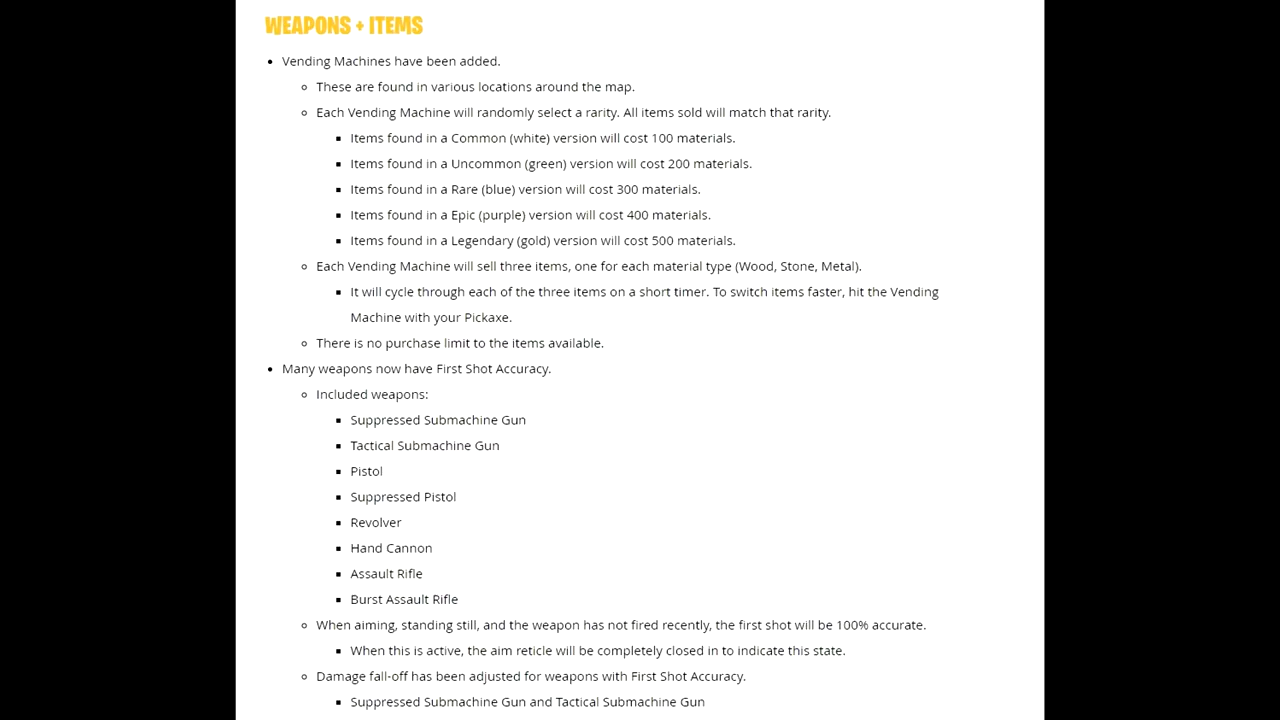 WEAPONS + ITEMS
Vending Machines have been added.
These are found in various locations around the map.
Each Vending Machine will randomly select a rarity. All items sold will match that rarity.
Items found in a Common (white) version will cost 100 materials.
Items found in a Uncommon (green) version will cost 200 materials.
Items found in a Rare (blue) version will cost 300 materials.
Items found in a Epic (purple) version will cost 400 materials.
Items found in a Legendary (gold) version will cost 500 materials.
Each Vending Machine will sell three items, one for each material type (Wood, Stone, Metal).
It will cycle through each of the three items on a short timer. To switch items faster, hit the Vending
Machine with your Pickaxe.
There is no purchase limit to the items available.
Many weapons now have First Shot Accuracy.
Included weapons:
Suppressed Submachine Gun
Tactical Submachine Gun
Pistol
Suppressed Pistol
Revolver
Hand Cannon
Assault Rifle
Burst Assault Rifle
When aiming, standing still, and the weapon has not fired recently, the first shot will be 100% accurate.
When this is active, the aim reticle will be completely closed in to indicate this state.
Damage fall-off has been adjusted for weapons with First Shot Accuracy.
Suppressed Submachine Gun and Tactical Submachine Gun